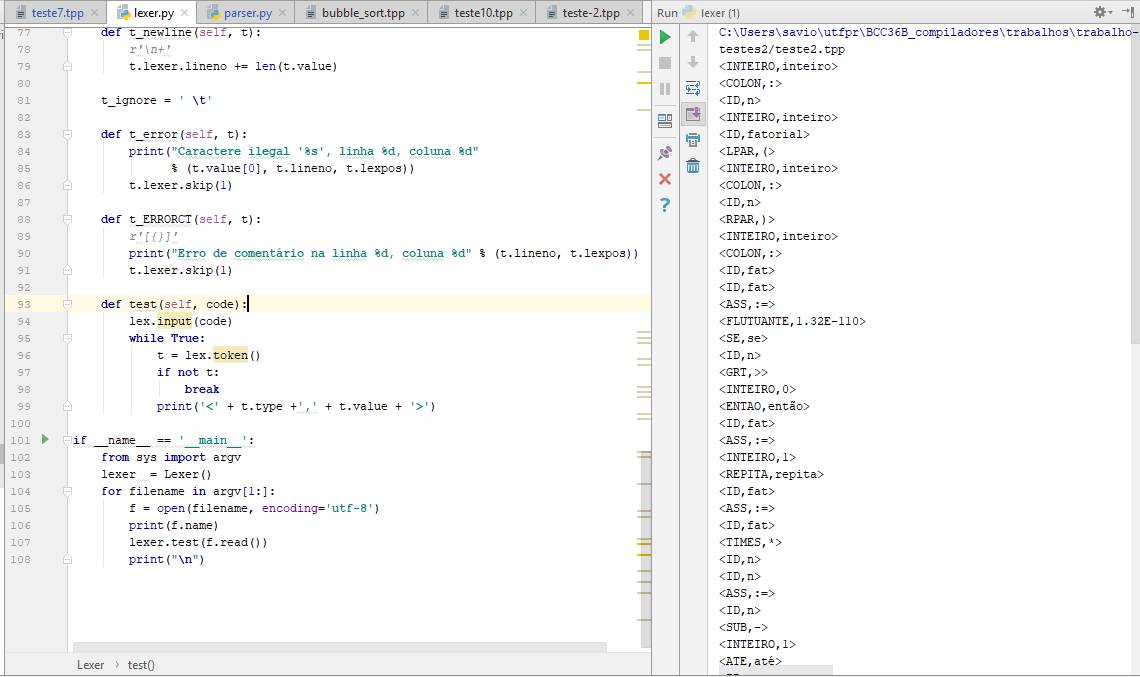 teste7.tpp
lexer.py
parser.py
bubble_sort.tpp
teste10.tpp
teste-2.tpp
Run
lexer (1)
77 def t_newline(self, t):
78 r'\n+'
79 t.lexer.lineno += len(t.value)
80
81 t_ignore = ' \t'
82
83 def t_error(self, t):
84 print("Caractere ilegal '%s', linha %d, coluna %d"
85 % (t.value[0], t.lineno, t.lexpos))
86 t.lexer.skip(1)
87
88 def t_ERRORCT(self, t):
89 r'[{}]'
90 print("Erro de comentário na linha %d, coluna %d" % (t.lineno, t.lexpos))
91 t.lexer.skip(1)
92
93 def test(self, code):
94 lex.input(code)
95 while True:
96 t = lex.token()
97 if not t:
98 break
99 print('<' + t.type +',' + t.value + '>')
100
101 if __name__ == '__main__':
102 from sys import argv
103 lexer = Lexer()
104 for filename in argv[1:]:
105 f = open(filename, encoding='utf-8')
106 print(f.name)
107 lexer.test(f.read())
108 print("\n")
Lexer > test()
C:\Users\savio\utfpr\BCC36B_compiladores\trabalhos\trabalho-
testes2/teste2.tpp
<INTEIRO,inteiro>
<COLON,:>
<ID,n>
<INTEIRO,inteiro>
<ID,fatorial>
<LPAR,(>
<INTEIRO,inteiro>
<COLON,:>
<ID,n>
<RPAR,)>
<INTEIRO,inteiro>
<COLON,:>
<ID,fat>
<ID,fat>
<ASS,:=>
<FLUTUANTE,1.32E-110>
<SE,se>
<ID,n>
<GRT,>>
<INTEIRO,0>
<ENTAO,então>
<ID,fat>
<ASS,:=>
<INTEIRO,1>
<REPITA,repita>
<ID,fat>
<ASS,:=>
<ID,fat>
<TIMES,*>
<ID,n>
<ID,n>
<ASS,:=>
<ID,n>
<SUB,->
<INTEIRO,1>
<ATE,até>